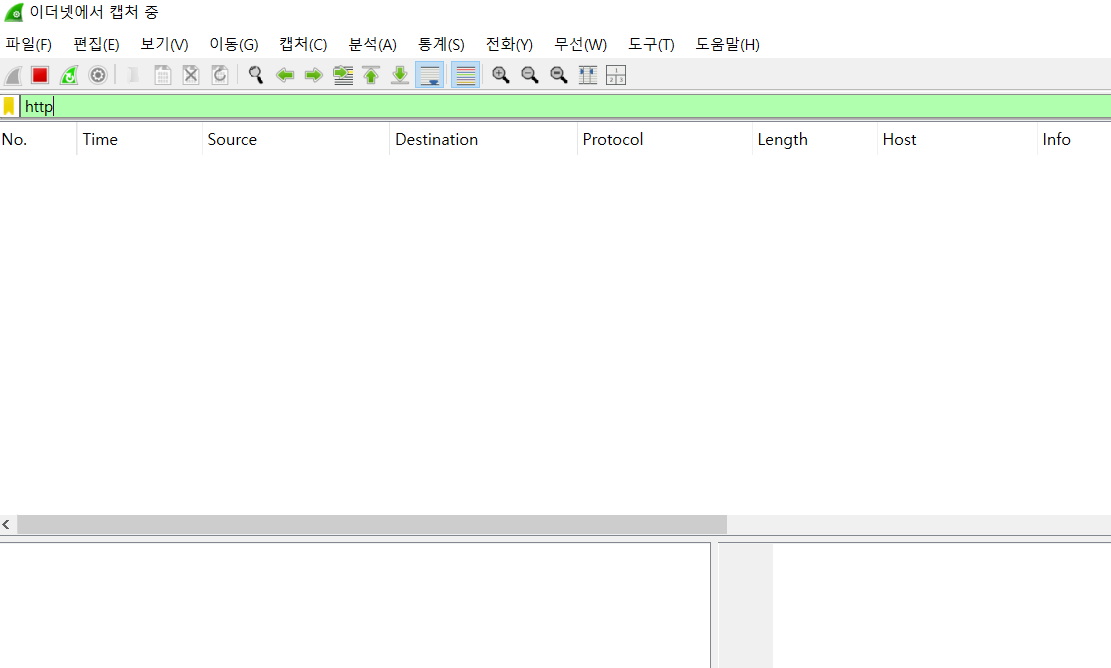 이더넷에서 캡처 중
파일(F) 편집(E) 보기(V) 이동(G) 캡처(C) 분석(A) 통계(S) 전화(Y) 무선(W) 도구(T) 도움말(H)
http
No. Time Source Destination Protocol Length Host Info